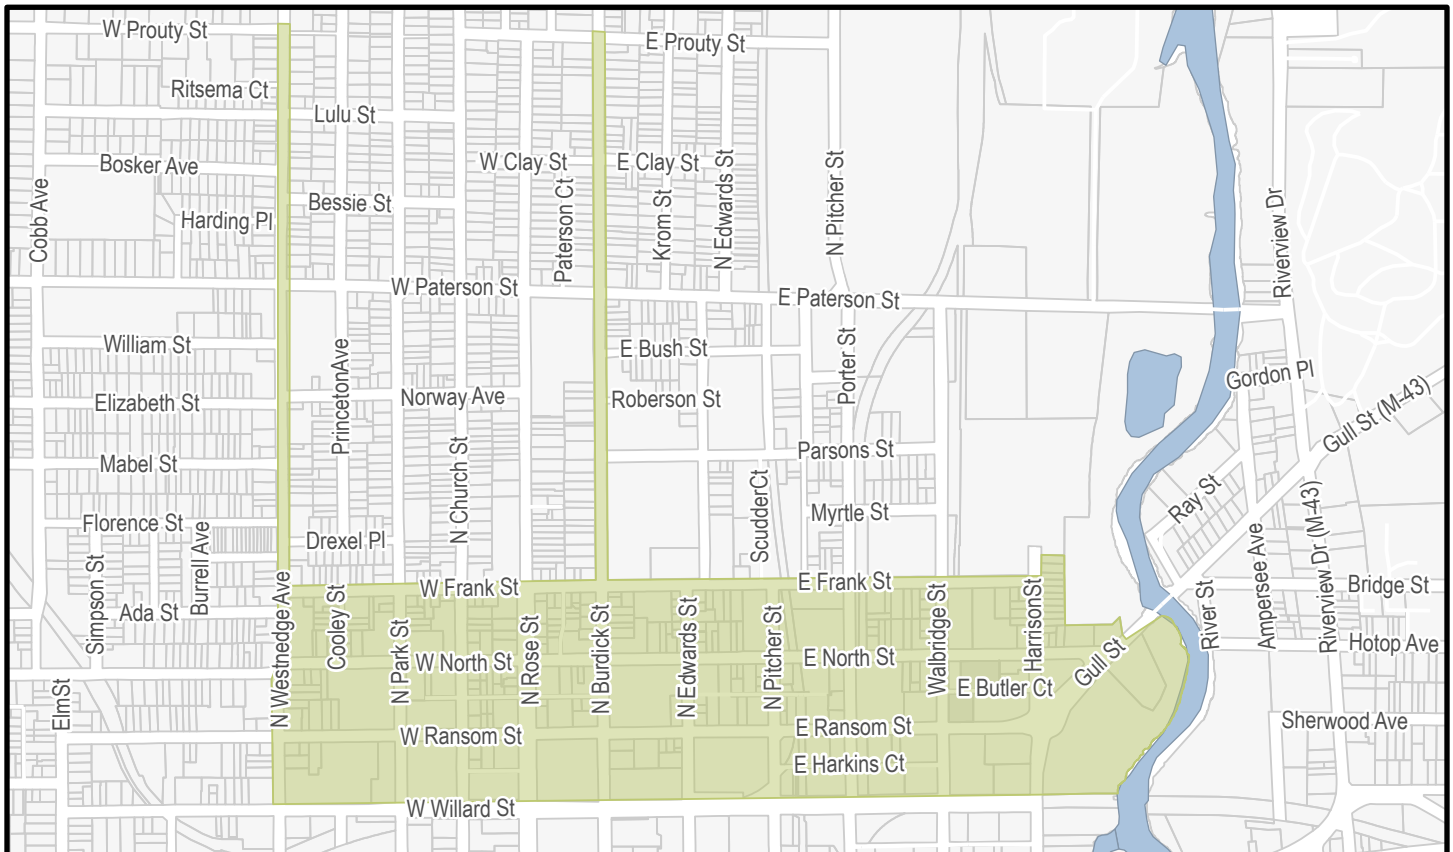 W Prouty St
E Prouty St
Ritsema Ct
Lulu St
Bosker Ave
W Clay St
E Clay St
N Edwards St
N Pitcher St
Cobb Ave
Harding Pl
Bessie St
Paterson Ct
Krom St
Riverview Dr
W Paterson St
E Paterson St
William St
PrincetonAve
E Bush St
Porter St
Gordon Pl
Elizabeth St
Norway Ave
Roberson St
Gull St (M-43)
Mabel St
N Church St
Parsons St
Ray St
Florence St
Burrell Ave
Drexel Pl
ScudderCt
Myrtle St
Riverview Dr (M-43)
Simpson St
Ada St
N Westnedge Ave
Cooley St
W Frank St
E Frank St
Ampersee Ave
Bridge St
N Park St
W North St
N Rose St
N Burdick St
N Edwards St
N Pitcher St
E North St
Walbridge St
HarrisonSt
E Butler Ct
Gull St
River St
Hotop Ave
ElmSt
W Ransom St
E Ransom St
Sherwood Ave
E Harkins Ct
W Willard St